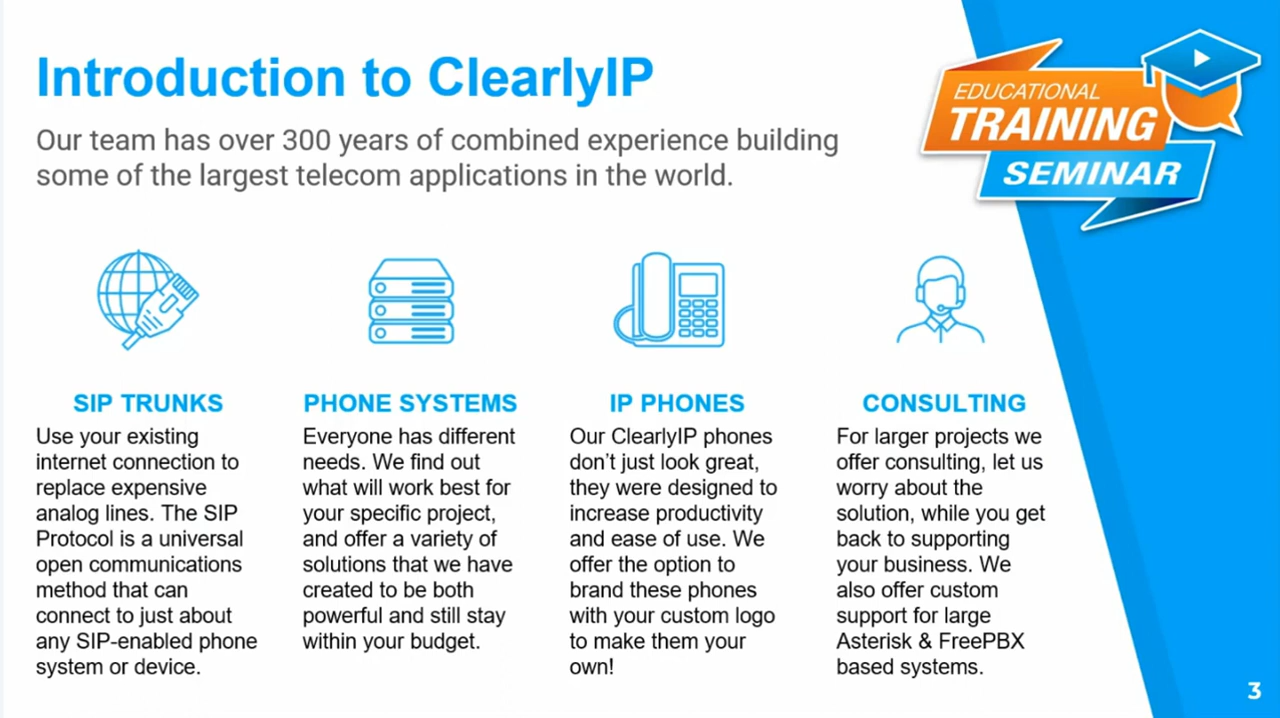 Introduction to ClearlyIP
Our team has over 300 years of combined experience building
some of the largest telecom applications in the world.
EDUCATIONAL
TRAINING
SEMINAR
SIP TRUNKS
Use your existing
internet connection to
replace expensive
analog lines. The SIP
Protocol is a universal
open communications
method that can
connect to just about
any SIP-enabled phone
system or device.
PHONE SYSTEMS
Everyone has different
needs. We find out
what will work best for
your specific project,
and offer a variety of
solutions that we have
created to be both
powerful and still stay
within your budget.
IP PHONES
Our ClearlyIP phones
don’t just look great,
they were designed to
increase productivity
and ease of use. We
offer the option to
brand these phones
with your custom logo
to make them your
own!
CONSULTING
For larger projects we
offer consulting, let us
worry about the
solution, while you get
back to supporting
your business. We
also offer custom
support for large
Asterisk & FreePBX
based systems.
3